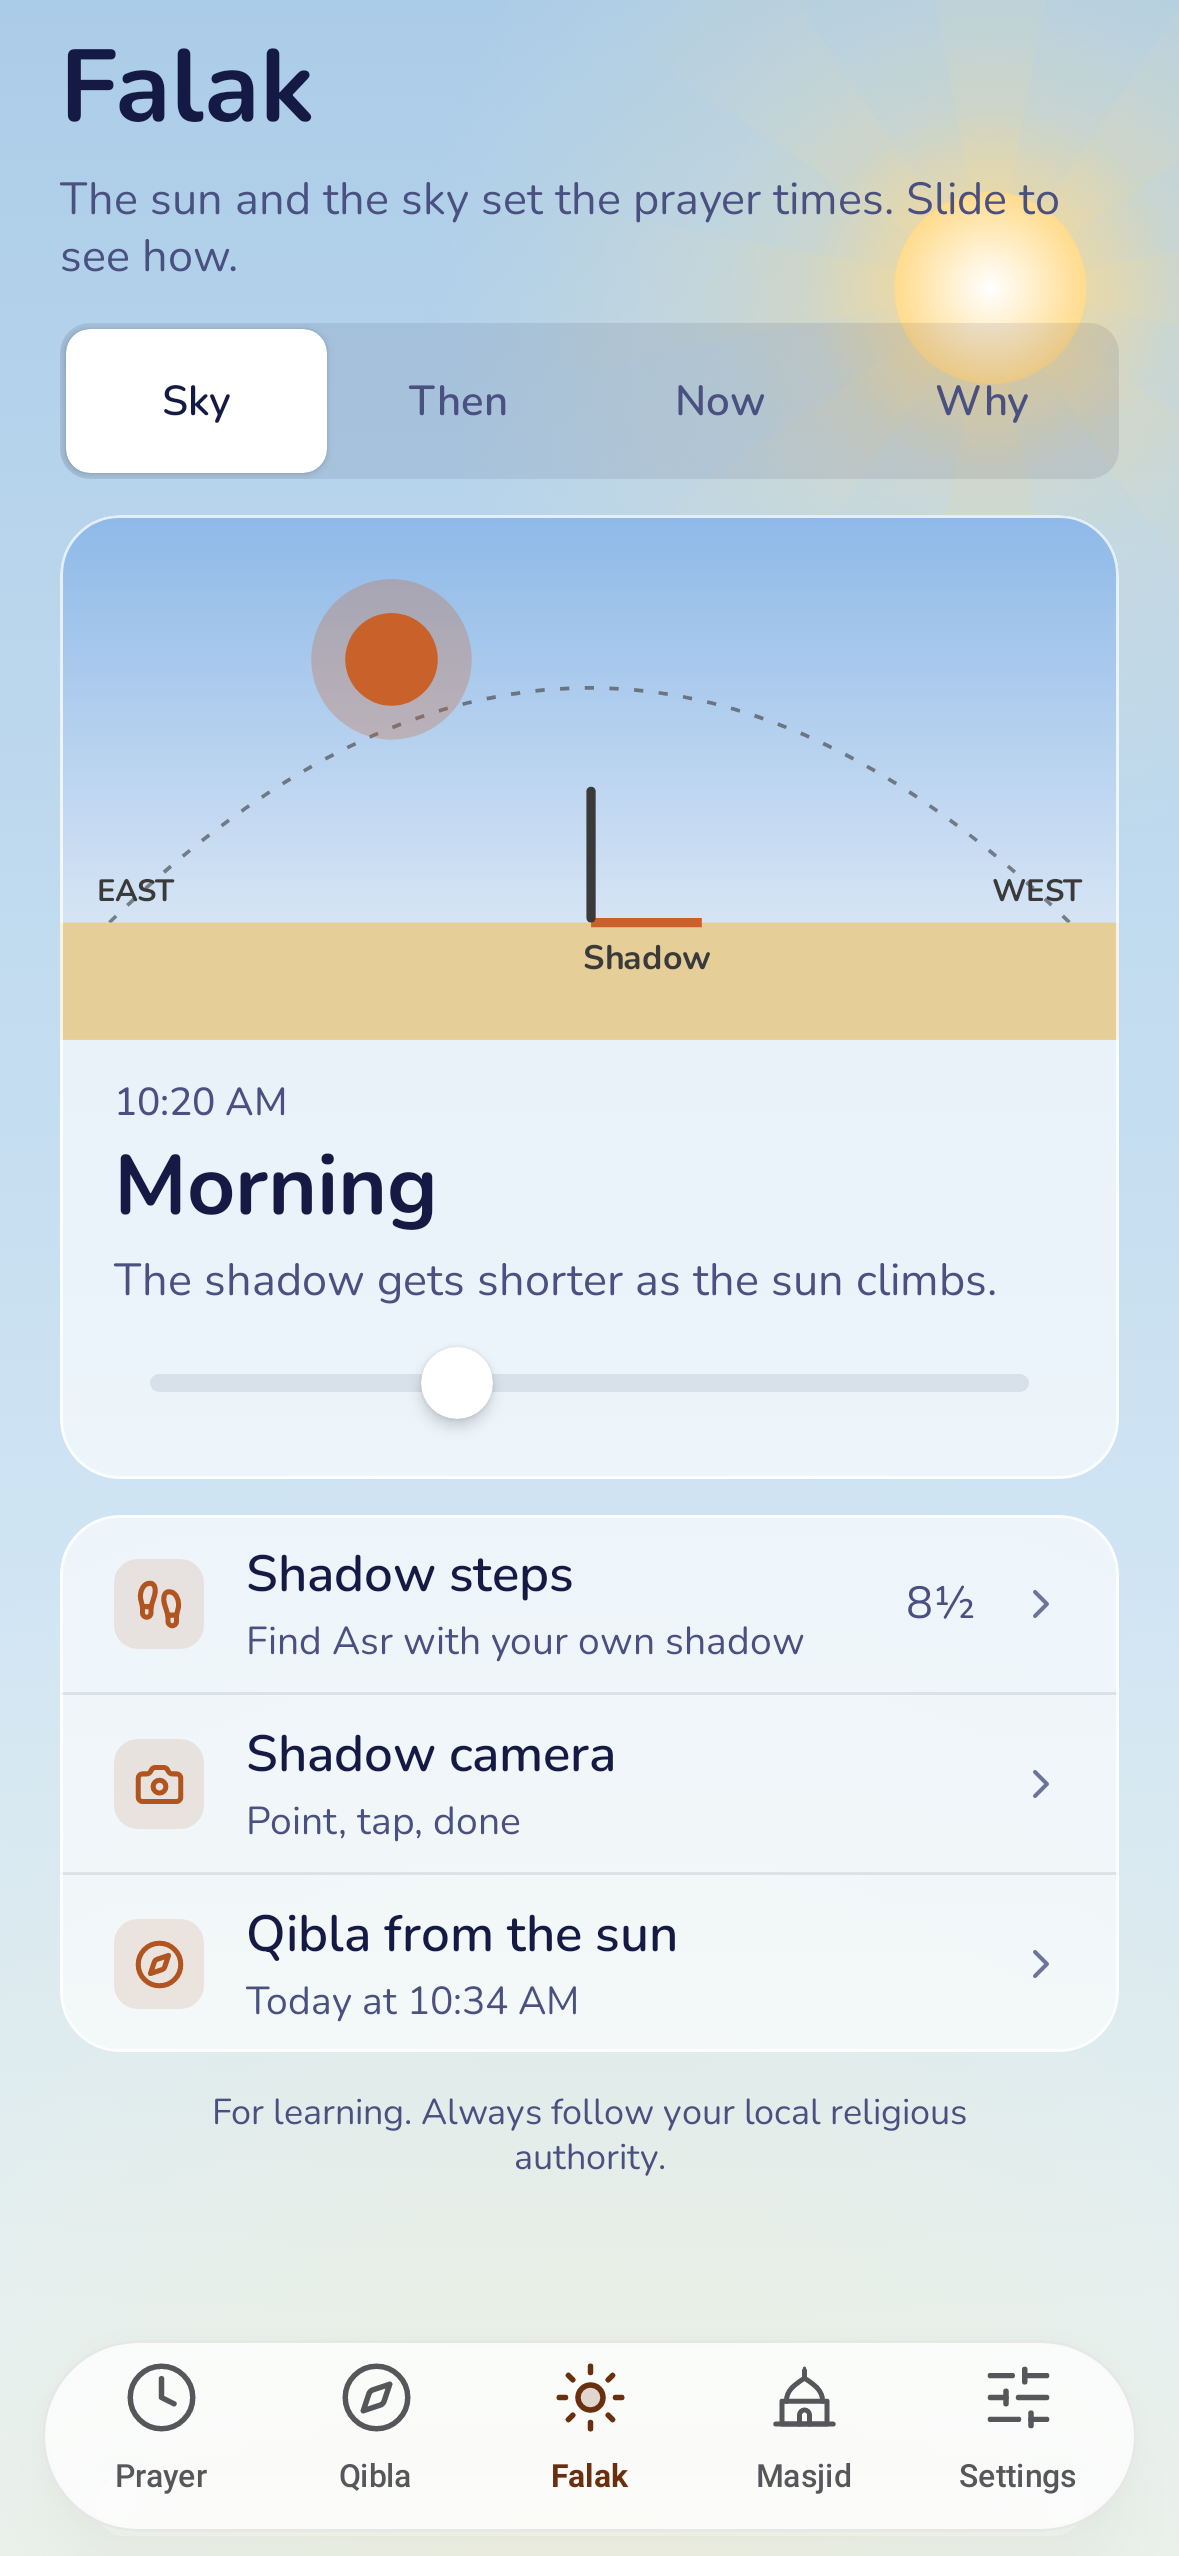 Falak
The sun and the sky set the prayer times. Slide to
see how.
Sky
Then
Now
Why
EAST
WEST
Shadow
10:20 AM
Morning
The shadow gets shorter as the sun climbs.
Shadow steps
Find Asr with your own shadow
8½
Shadow camera
Point, tap, done
Qibla from the sun
Today at 10:34 AM
For learning. Always follow your local religious
authority.
Prayer
Qibla
Falak
Masjid
Settings